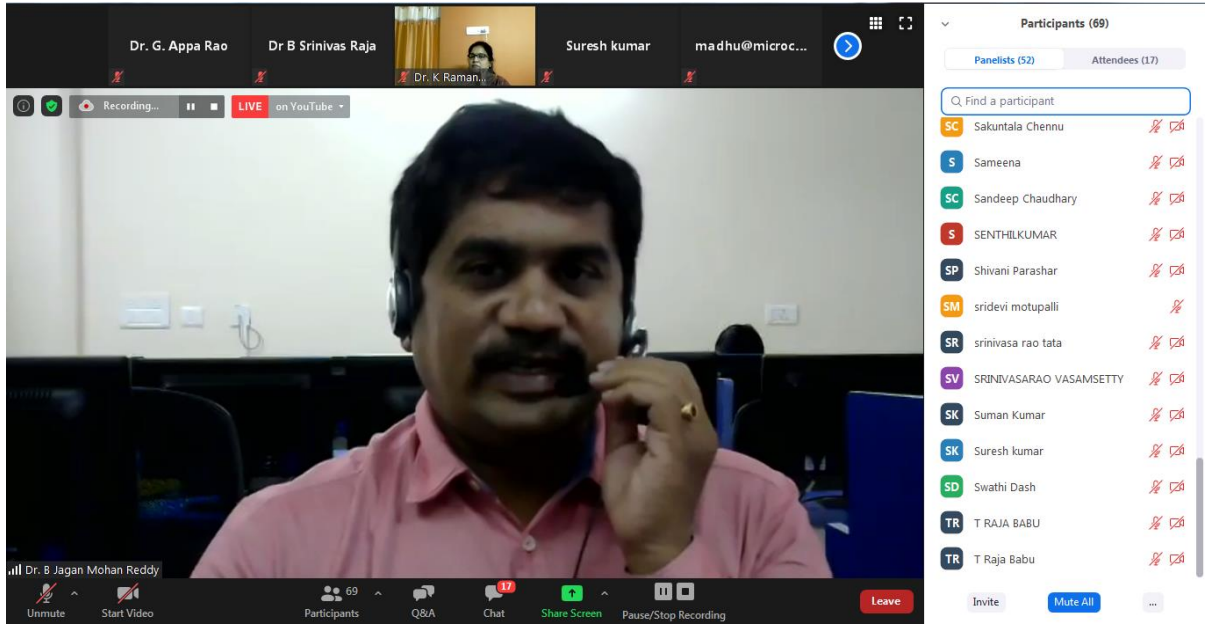 Dr. G. Appa Rao
Dr B Srinivas Raja
Dr. K Raman...
Suresh kumar
madhu@microc...
Recording...
LIVE
on YouTube
Dr. B Jagan Mohan Reddy
Unmute
Start Video
69
Participants
Q&A
17
Chat
Share Screen
Pause/Stop Recording
Leave
Participants (69)
Panelists (52)
Attendees (17)
Find a participant
SC Sakuntala Chennu
S Sameena
SC Sandeep Chaudhary
S SENTHILKUMAR
SP Shivani Parashar
SM sridevi motupalli
SR srinivasa rao tata
SV SRINIVASARAO VASAMSETTY
SK Suman Kumar
SK Suresh kumar
SD Swathi Dash
TR T RAJA BABU
TR T Raja Babu
Invite
Mute All
...